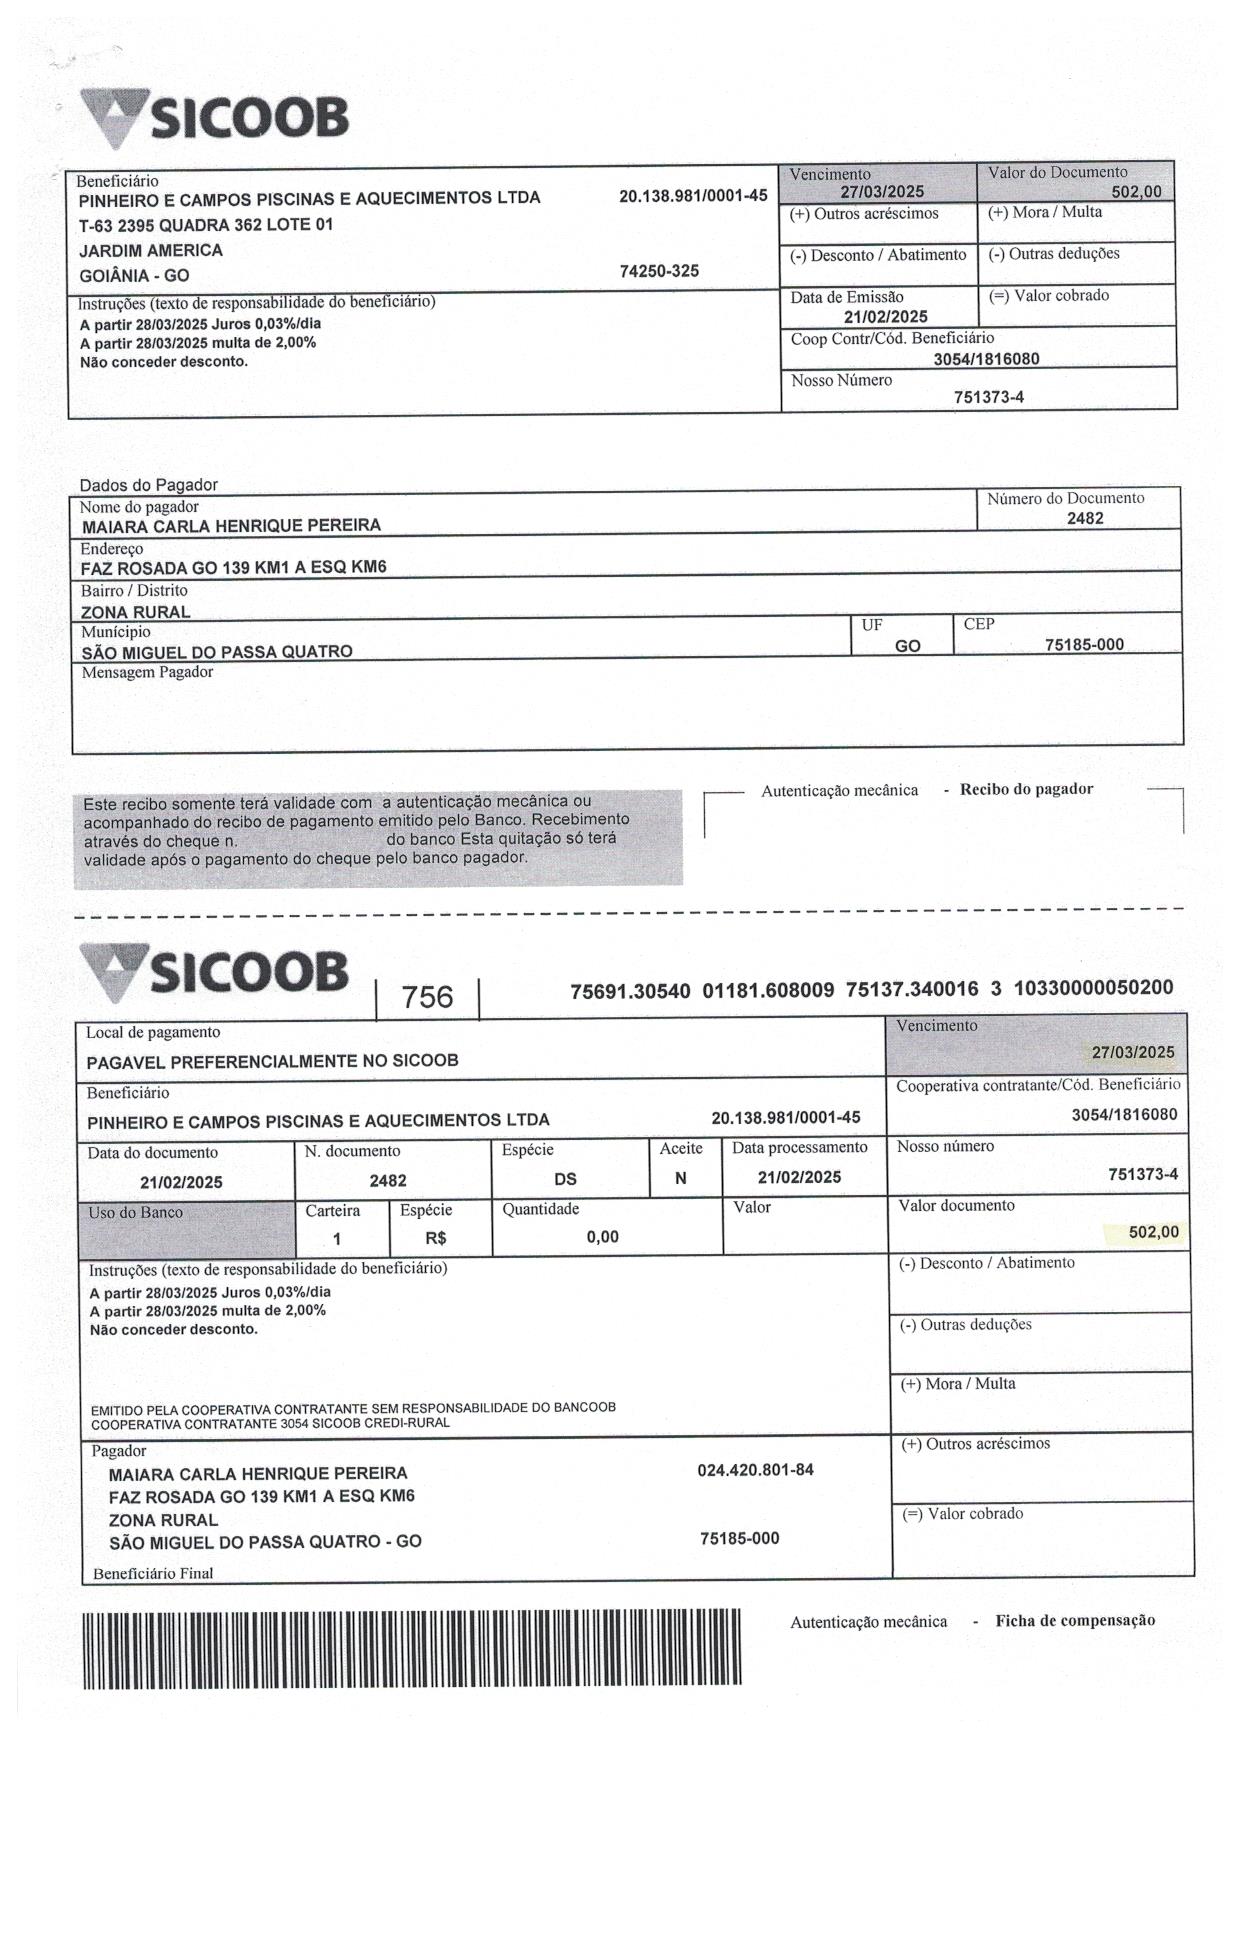 SICOOB
Beneficiário
PINHEIRO E CAMPOS PISCINAS E AQUECIMENTOS LTDA 20.138.981/0001-45
T-63 2395 QUADRA 362 LOTE 01
JARDIM AMERICA
GOIÂNIA - GO 74250-325
Vencimento
27/03/2025
Valor do Documento
502,00
(+) Outros acréscimos
(+) Mora / Multa
(-) Desconto / Abatimento
(-) Outras deduções
Instruções (texto de responsabilidade do beneficiário)
A partir 28/03/2025 Juros 0,03%/dia
A partir 28/03/2025 multa de 2,00%
Não conceder desconto.
Data de Emissão
21/02/2025
(=) Valor cobrado
Coop Contr/Cód. Beneficiário
3054/1816080
Nosso Número
751373-4
Dados do Pagador
Nome do pagador
MAIARA CARLA HENRIQUE PEREIRA
Número do Documento
2482
Endereço
FAZ ROSADA GO 139 KM1 A ESQ KM6
Bairro / Distrito
ZONA RURAL
Município
SÃO MIGUEL DO PASSA QUATRO
UF
GO
CEP
75185-000
Mensagem Pagador
Este recibo somente terá validade com a autenticação mecânica ou
acompanhado do recibo de pagamento emitido pelo Banco. Recebimento
através do cheque n. do banco Esta quitação só terá
validade após o pagamento do cheque pelo banco pagador.
Autenticação mecânica - Recibo do pagador
SICOOB 756 75691.30540 01181.608009 75137.340016 3 10330000050200
Local de pagamento
PAGAVEL PREFERENCIALMENTE NO SICOOB
Vencimento
27/03/2025
Beneficiário
PINHEIRO E CAMPOS PISCINAS E AQUECIMENTOS LTDA 20.138.981/0001-45
Cooperativa contratante/Cód. Beneficiário
3054/1816080
Data do documento
21/02/2025
N. documento
2482
Espécie
DS
Aceite
N
Data processamento
21/02/2025
Nosso número
751373-4
Uso do Banco
Carteira
1
Espécie
R$
Quantidade
0,00
Valor
Valor documento
502,00
Instruções (texto de responsabilidade do beneficiário)
A partir 28/03/2025 Juros 0,03%/dia
A partir 28/03/2025 multa de 2,00%
Não conceder desconto.
EMITIDO PELA COOPERATIVA CONTRATANTE SEM RESPONSABILIDADE DO BANCOOB
COOPERATIVA CONTRATANTE 3054 SICOOB CREDI-RURAL
(-) Desconto / Abatimento
(-) Outras deduções
(+) Mora / Multa
(+) Outros acréscimos
(=) Valor cobrado
Pagador
MAIARA CARLA HENRIQUE PEREIRA 024.420.801-84
FAZ ROSADA GO 139 KM1 A ESQ KM6
ZONA RURAL
SÃO MIGUEL DO PASSA QUATRO - GO 75185-000
Beneficiário Final
Autenticação mecânica - Ficha de compensação